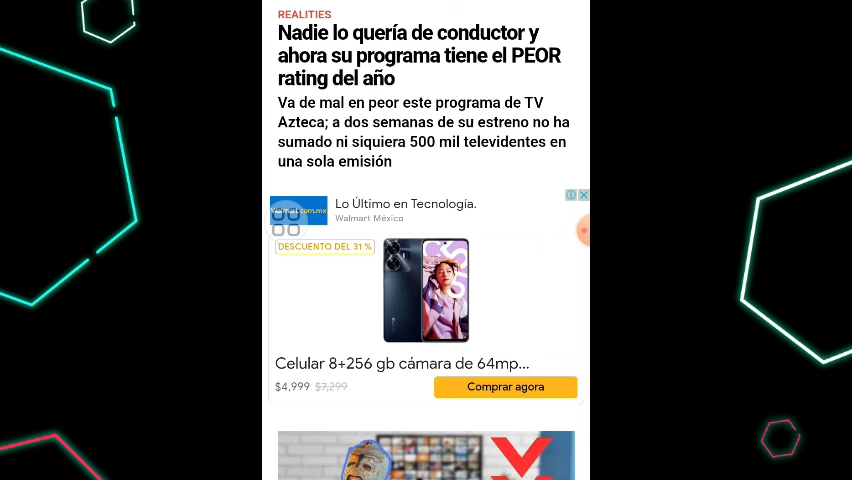 REALITIES
Nadie lo quería de conductor y
ahora su programa tiene el PEOR
rating del año
Va de mal en peor este programa de TV
Azteca; a dos semanas de su estreno no ha
sumado ni siquiera 500 mil televidentes en
una sola emisión
Lo Último en Tecnología.
Walmart.com.mx
Walmart México
DESCUENTO DEL 31 %
Celular 8+256 gb cámara de 64mp...
$4,999 $7,299
Comprar agora